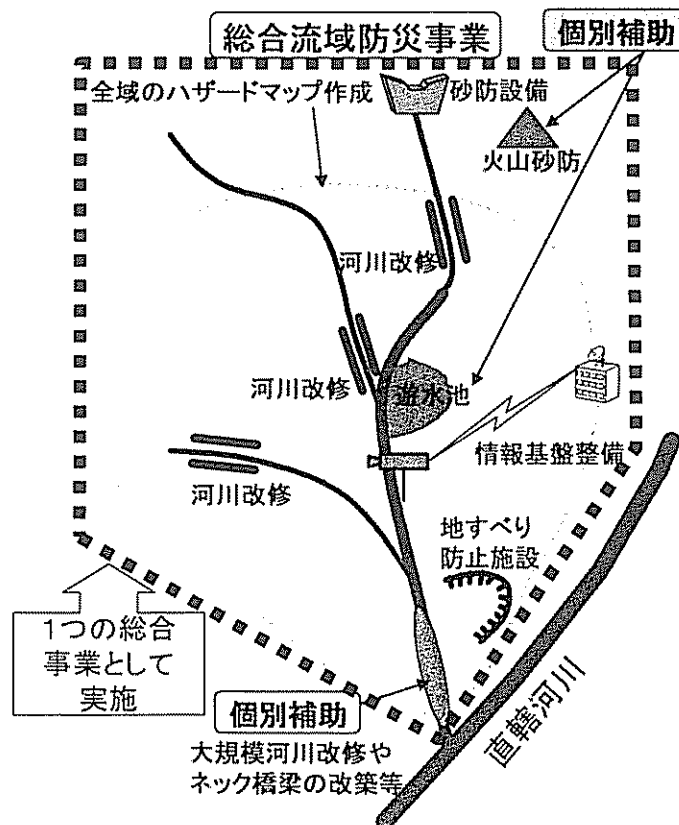 総合流域防災事業
個別補助
全域のハザードマップ作成
砂防設備
火山砂防
河川改修
河川改修
遊水池
情報基盤整備
河川改修
地すべり
防止施設
1つの総合
事業として
実施
個別補助
大規模河川改修や
ネック橋梁の改築等
直轄河川